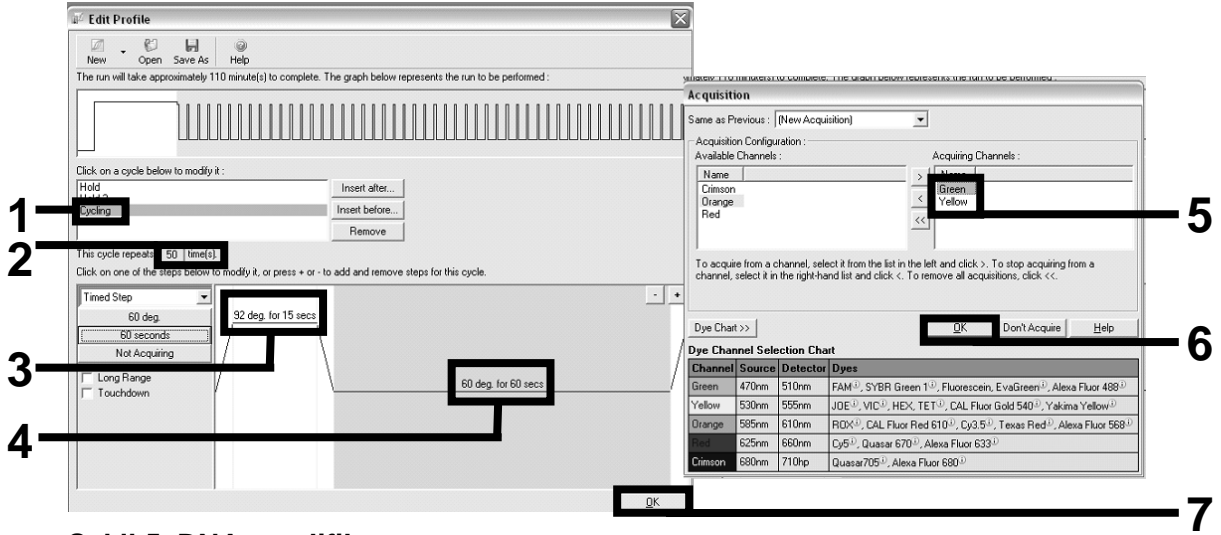 Edit Profile
New Open Save As Help
The run will take approximately 110 minute(s) to complete. The graph below represents the run to be performed :
Click on a cycle below to modify it :
Hold
Cycling
Insert after...
Insert before...
Remove
This cycle repeats 50 time(s).
Click on one of the steps below to modify it, or press + or - to add and remove steps for this cycle.
Timed Step
- +
60 deg.
60 seconds
Not Acquiring
Long Range
Touchdown
92 deg. for 15 secs
60 deg. for 60 secs
OK
1
2
3
4
Acquisition
Same as Previous : (New Acquisition)
Acquisition Configuration :
Available Channels :
Name
Crimson
Orange
Red
>
<
<<
Acquiring Channels :
Name
Green
Yellow
To acquire from a channel, select it from the list in the left and click >. To stop acquiring from a
channel, select it in the right-hand list and click <. To remove all acquisitions, click <<.
Dye Chart >> OK Don't Acquire Help
Dye Channel Selection Chart
Channel Source Detector Dyes
Green 470nm 510nm FAM, SYBR Green 1, Fluorescein, EvaGreen, Alexa Fluor 488
Yellow 530nm 555nm JOE, VIC, HEX, TET, CAL Fluor Gold 540, Yakima Yellow
Orange 585nm 610nm ROX, CAL Fluor Red 610, Cy3.5, Texas Red, Alexa Fluor 568
Red 625nm 660nm Cy5, Quasar 670, Alexa Fluor 633
Crimson 680nm 710hp Quasar705, Alexa Fluor 680
5
6
7